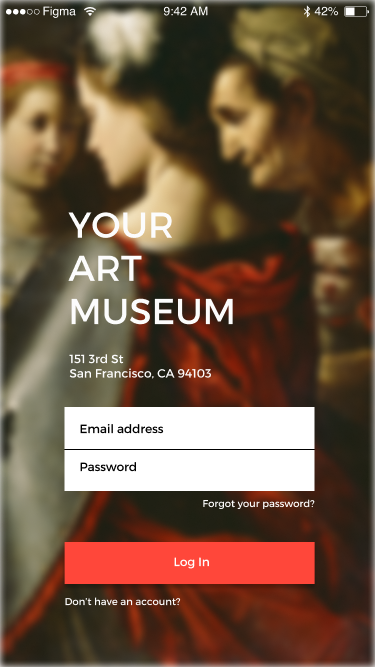 Figma 9:42 AM 42%
YOUR
ART
MUSEUM
151 3rd St
San Francisco, CA 94103
Email address
Password
Forgot your password?
Log In
Don't have an account?